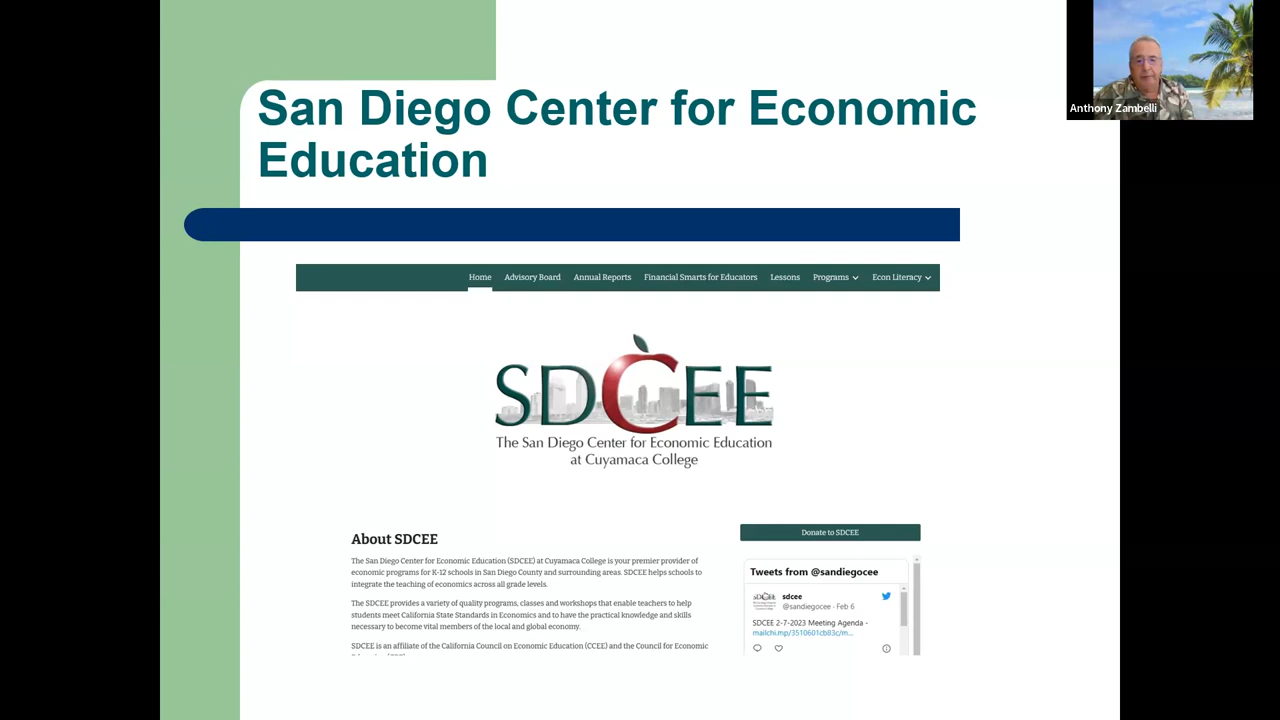 San Diego Center for Economic
Education
Anthony Zambelli
Home Advisory Board Annual Reports Financial Smarts for Educators Lessons Programs Econ Literacy
SDCEE
The San Diego Center for Economic Education
at Cuyamaca College
About SDCEE
The San Diego Center for Economic Education (SDCEE) at Cuyamaca College is your premier provider of
economic programs for K-12 schools in San Diego County and surrounding areas. SDCEE helps schools to
integrate the teaching of economics across all grade levels.
The SDCEE provides a variety of quality programs, classes and workshops that enable teachers to help
students meet California State Standards in Economics and to have the practical knowledge and skills
necessary to become vital members of the local and global economy.
SDCEE is an affiliate of the California Council on Economic Education (CCEE) and the Council for Economic
Donate to SDCEE
Tweets from @sandiegocee
sdcee
@sandiegocee · Feb 6
SDCEE 2-7-2023 Meeting Agenda -
mailchi.mp/3510601cb83c/m...